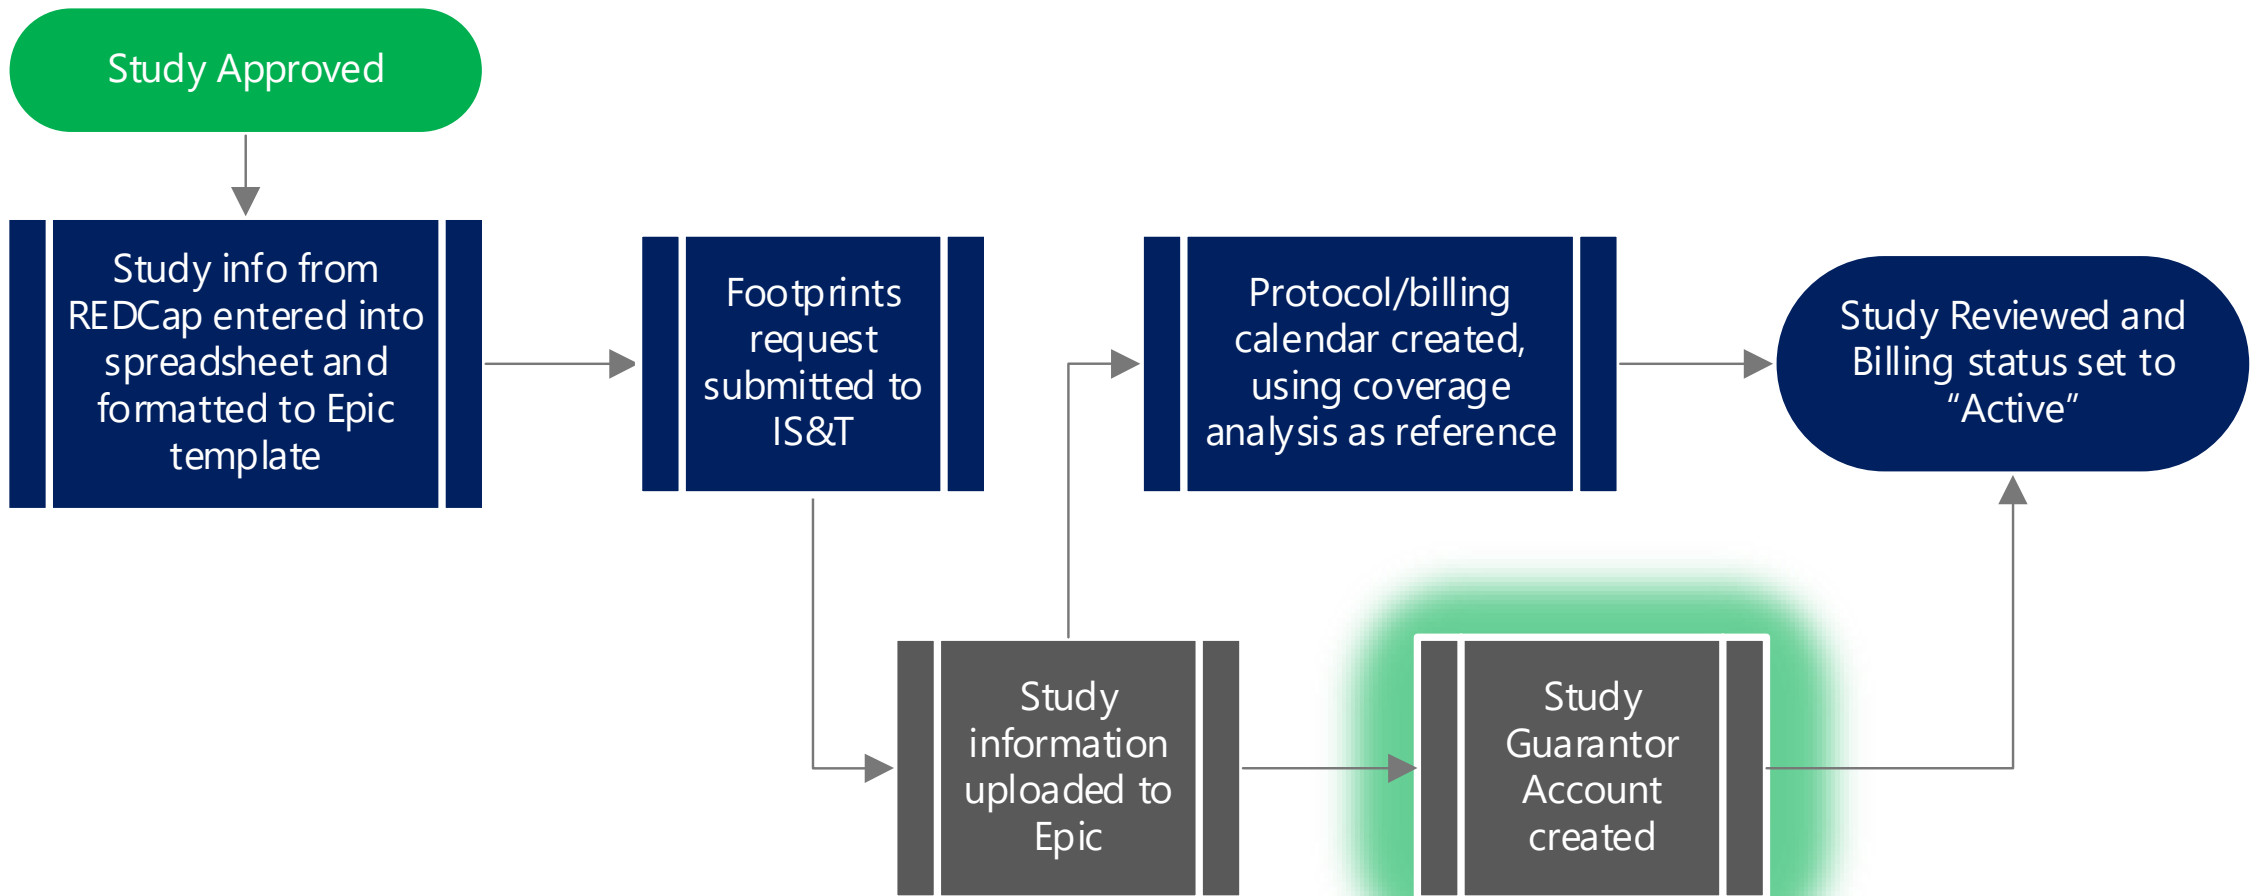 Study Approved
Study info from
REDCap entered into
spreadsheet and
formatted to Epic
template
Footprints
request
submitted to
IS&T
Protocol/billing
calendar created,
using coverage
analysis as reference
Study Reviewed and
Billing status set to
“Active”
Study
information
uploaded to
Epic
Study
Guarantor
Account
created